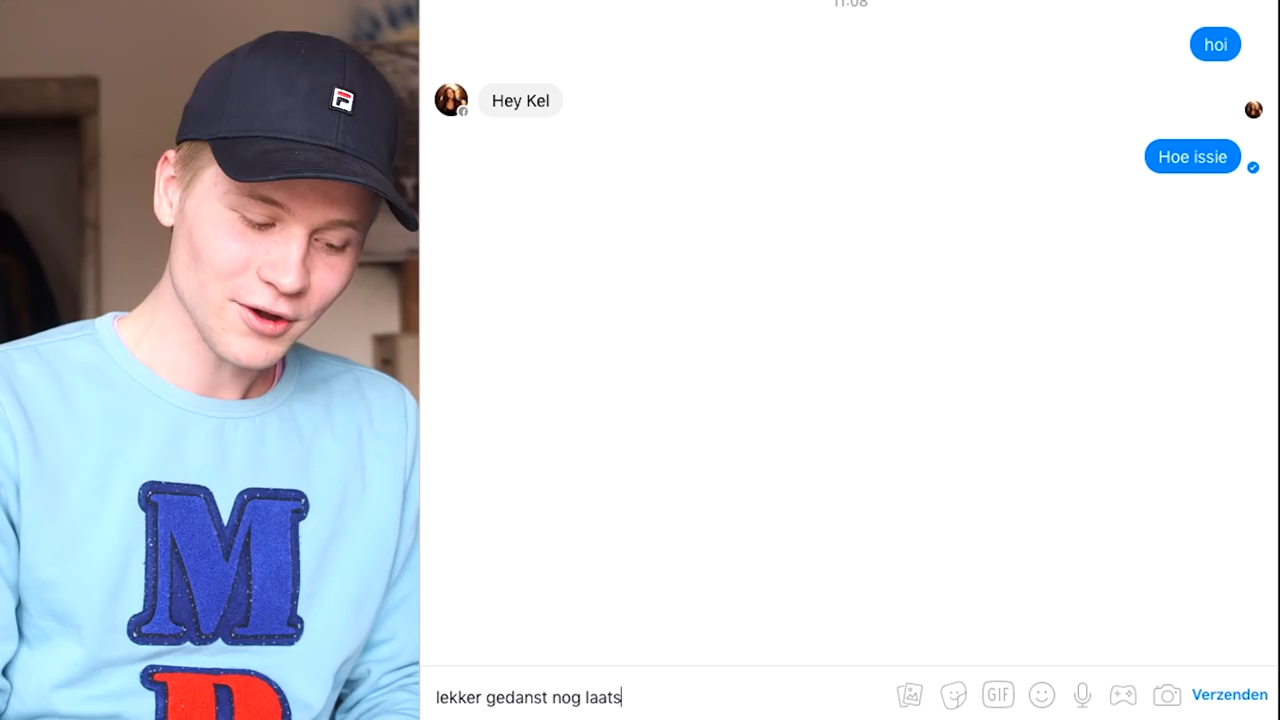 11:08
hoi
Hey Kel
Hoe issie
M
lekker gedanst nog laats
GIF
Verzenden